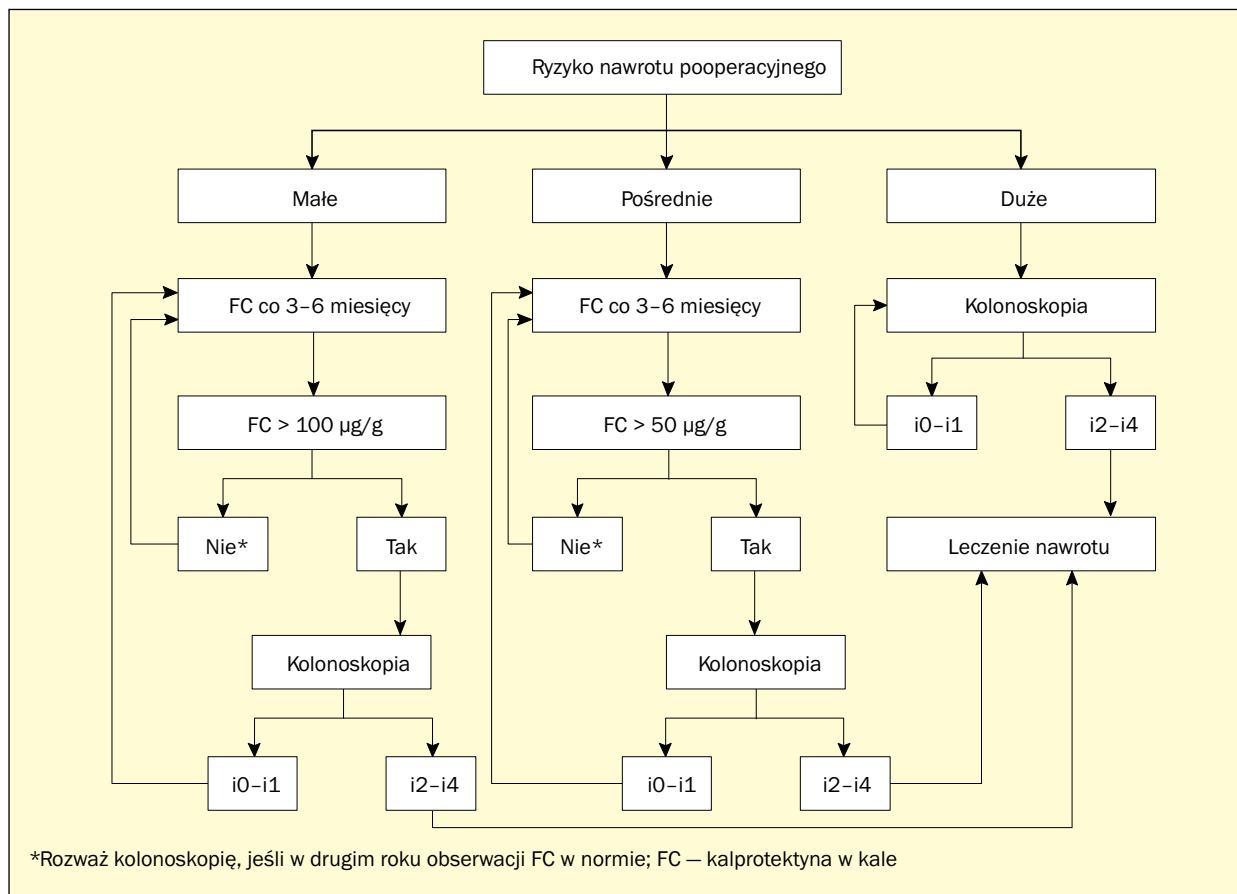 Ryzyko nawrotu pooperacyjnego
Małe
Pośrednie
Duże
FC co 3–6 miesięcy
FC co 3–6 miesięcy
Kolonoskopia
FC > 100 µg/g
FC > 50 µg/g
i0–i1
i2–i4
Nie*
Tak
Nie*
Tak
Leczenie nawrotu
Kolonoskopia
Kolonoskopia
i0–i1
i2–i4
i0–i1
i2–i4
*Rozważ kolonoskopię, jeśli w drugim roku obserwacji FC w normie; FC — kalprotektyna w kale